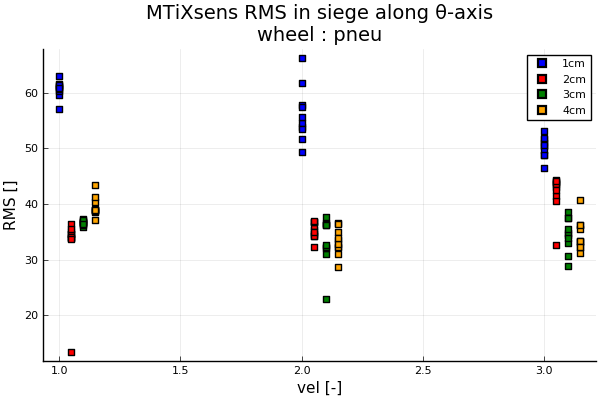 MTiXsens RMS in siege along θ-axis
wheel : pneu
RMS []
60
50
40
30
20
1.0
1.5
2.0
2.5
3.0
vel [-]
1cm
2cm
3cm
4cm